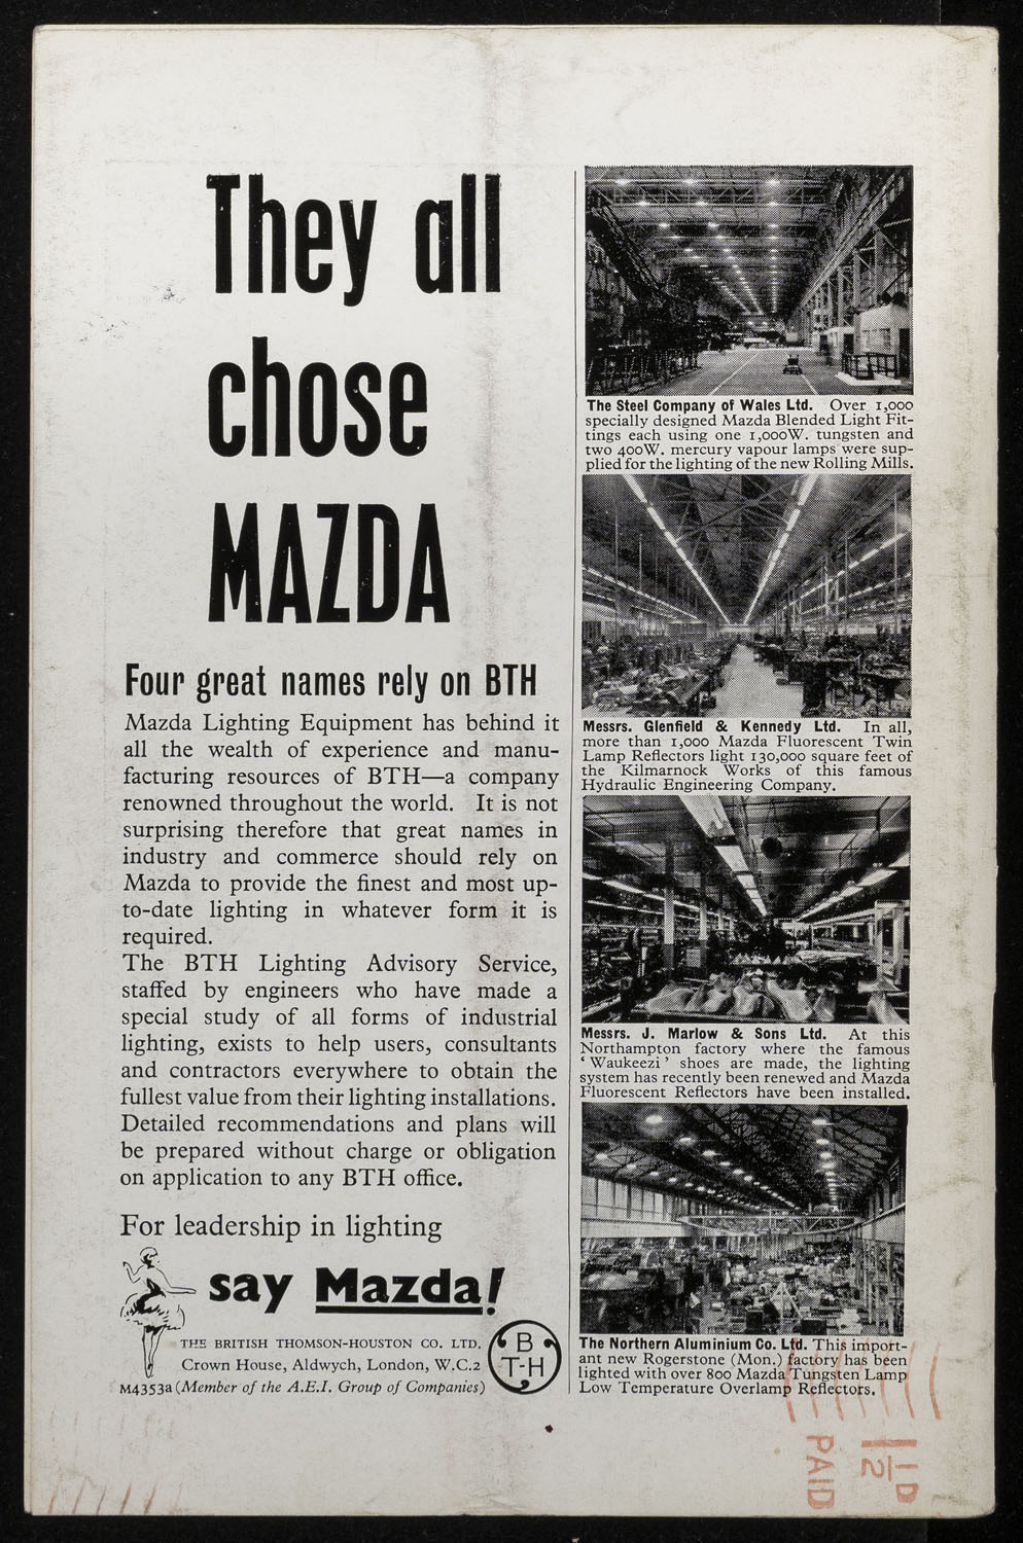 They all
chose
MAZDA
Four great names rely on BTH
Mazda Lighting Equipment has behind it
all the wealth of experience and manu-
facturing resources of BTH—a company
renowned throughout the world. It is not
surprising therefore that great names in
industry and commerce should rely on
Mazda to provide the finest and most up-
to-date lighting in whatever form it is
required.
The BTH Lighting Advisory Service,
staffed by engineers who have made a
special study of all forms of industrial
lighting, exists to help users, consultants
and contractors everywhere to obtain the
fullest value from their lighting installations.
Detailed recommendations and plans will
be prepared without charge or obligation
on application to any BTH office.
For leadership in lighting
say Mazda!
THE BRITISH THOMSON-HOUSTON CO. LTD.
Crown House, Aldwych, London, W.C.2
M4353a (Member of the A.E.I. Group of Companies)
B
T-H
The Steel Company of Wales Ltd. Over 1,000
specially designed Mazda Blended Light Fit-
tings each using one 1,000W. tungsten and
two 400W. mercury vapour lamps were sup-
plied for the lighting of the new Rolling Mills.
Messrs. Glenfield & Kennedy Ltd. In all,
more than 1,000 Mazda Fluorescent Twin
Lamp Reflectors light 130,000 square feet of
the Kilmarnock Works of this famous
Hydraulic Engineering Company.
Messrs. J. Marlow & Sons Ltd. At this
Northampton factory where the famous
‘Waukeezi’ shoes are made, the lighting
system has recently been renewed and Mazda
Fluorescent Reflectors have been installed.
The Northern Aluminium Co. Ltd. This import-
ant new Rogerstone (Mon.) factory has been
lighted with over 800 Mazda Tungsten Lamp
Low Temperature Overlamp Reflectors.
1½D
PAID